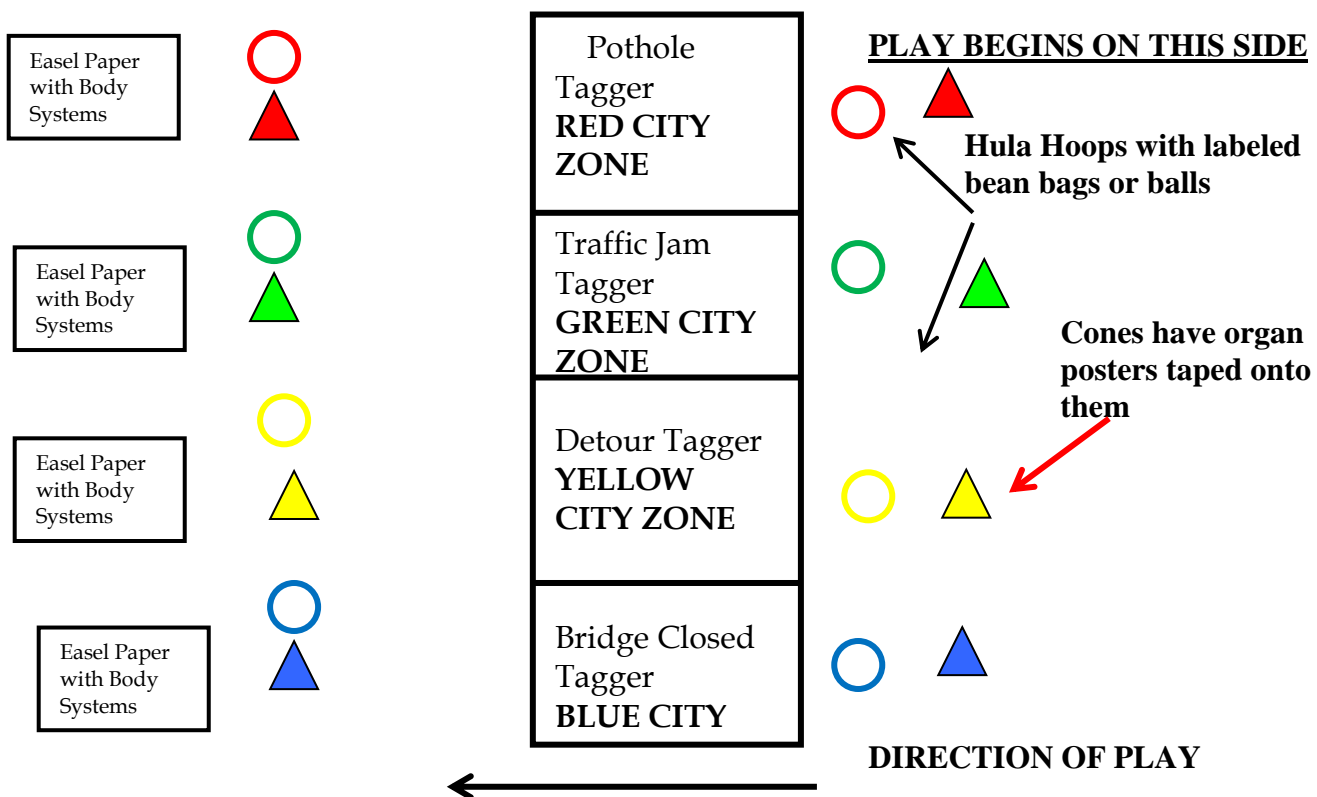 Easel Paper
with Body
Systems
Easel Paper
with Body
Systems
Easel Paper
with Body
Systems
Easel Paper
with Body
Systems
Pothole
Tagger
RED CITY
ZONE
Traffic Jam
Tagger
GREEN CITY
ZONE
Detour Tagger
YELLOW
CITY ZONE
Bridge Closed
Tagger
BLUE CITY
PLAY BEGINS ON THIS SIDE
Hula Hoops with labeled
bean bags or balls
Cones have organ
posters taped onto
them
DIRECTION OF PLAY